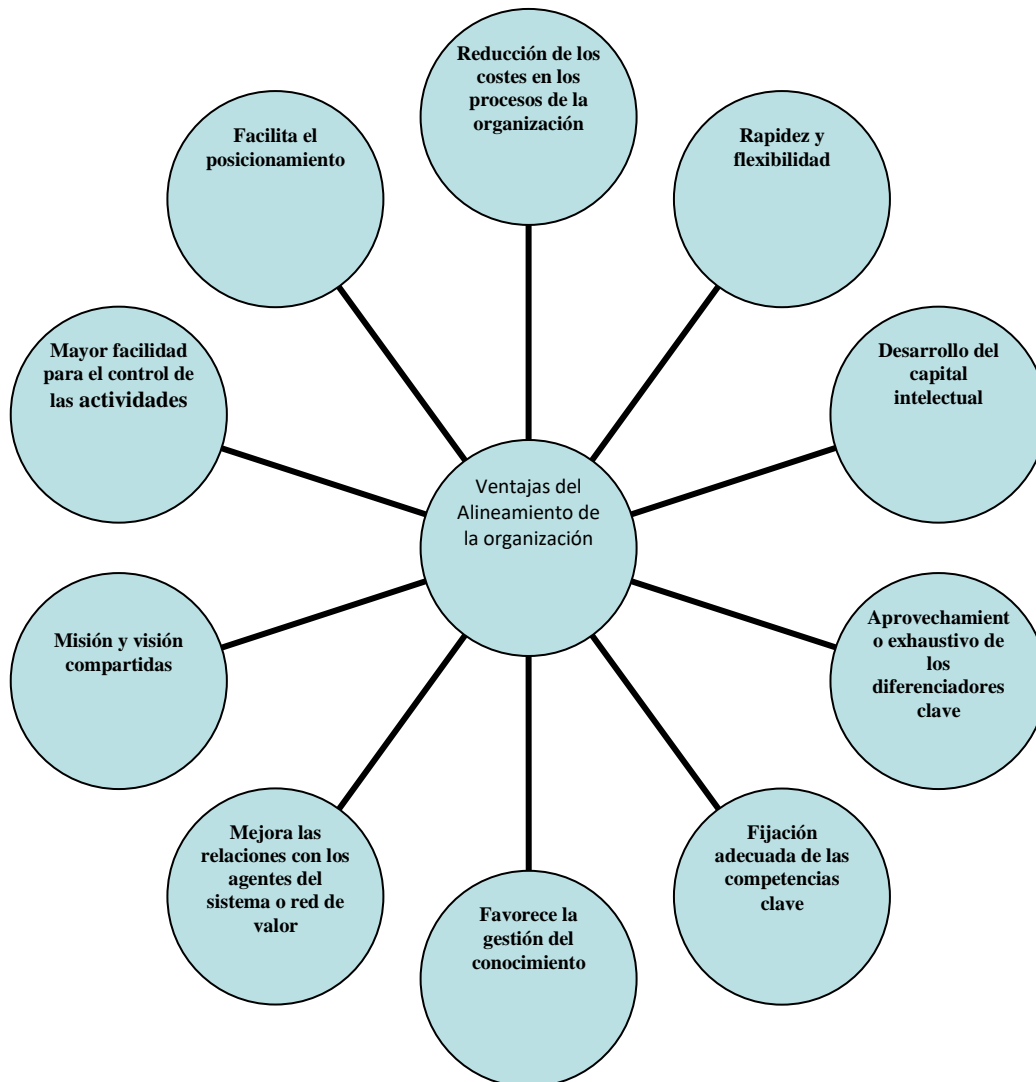 Reducción de los
costes en los
procesos de la
organización
Rapidez y
flexibilidad
Desarrollo del
capital
intelectual
Aprovechamient
o exhaustivo de
los
diferenciadores
clave
Fijación
adecuada de las
competencias
clave
Favorece la
gestión del
conocimiento
Mejora las
relaciones con los
agentes del
sistema o red de
valor
Misión y visión
compartidas
Mayor facilidad
para el control de
las actividades
Facilita el
posicionamiento
Ventajas del
Alineamiento de
la organización